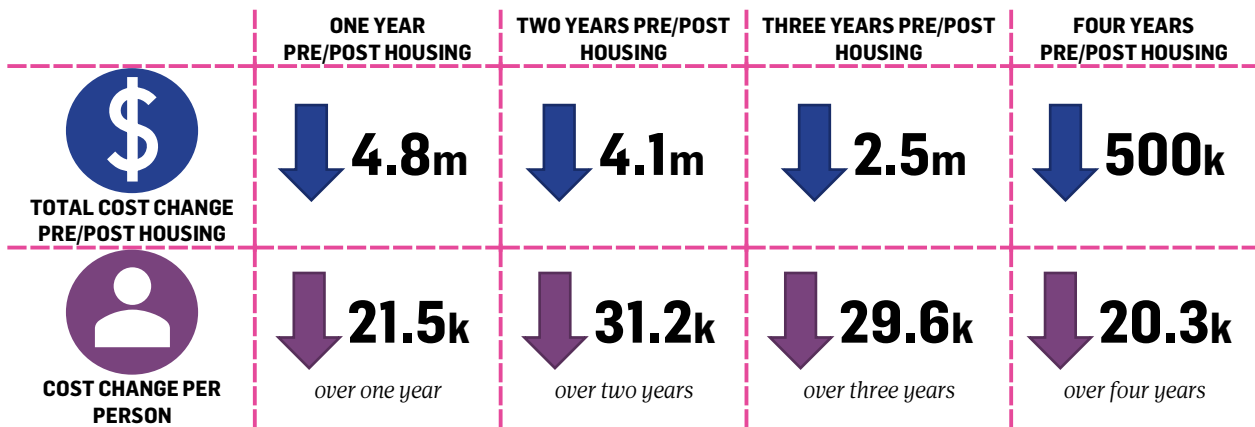 ONE YEAR
PRE/POST HOUSING
TWO YEARS PRE/POST
HOUSING
THREE YEARS PRE/POST
HOUSING
FOUR YEARS
PRE/POST HOUSING
$
TOTAL COST CHANGE
PRE/POST HOUSING
4.8m
4.1m
2.5m
500k
COST CHANGE PER
PERSON
21.5k
over one year
31.2k
over two years
29.6k
over three years
20.3k
over four years